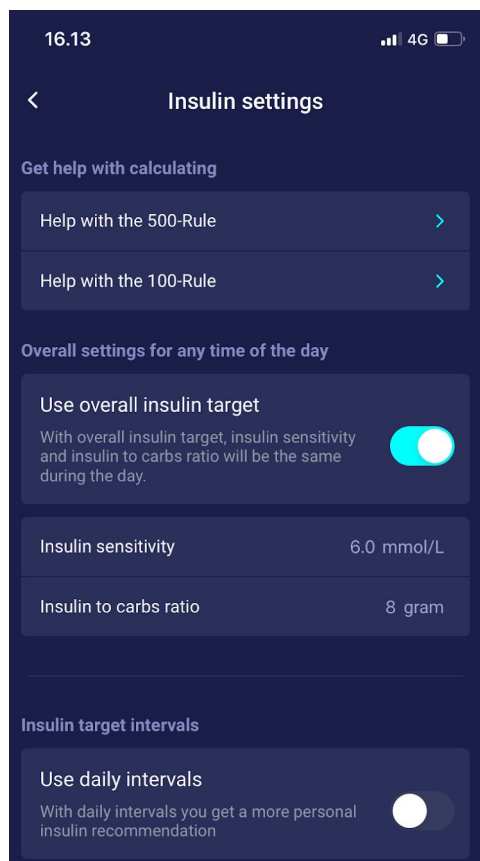 16.13 4G
Insulin settings
Get help with calculating
Help with the 500-Rule
Help with the 100-Rule
Overall settings for any time of the day
Use overall insulin target
With overall insulin target, insulin sensitivity
and insulin to carbs ratio will be the same
during the day.
Insulin sensitivity 6.0 mmol/L
Insulin to carbs ratio 8 gram
Insulin target intervals
Use daily intervals
With daily intervals you get a more personal
insulin recommendation